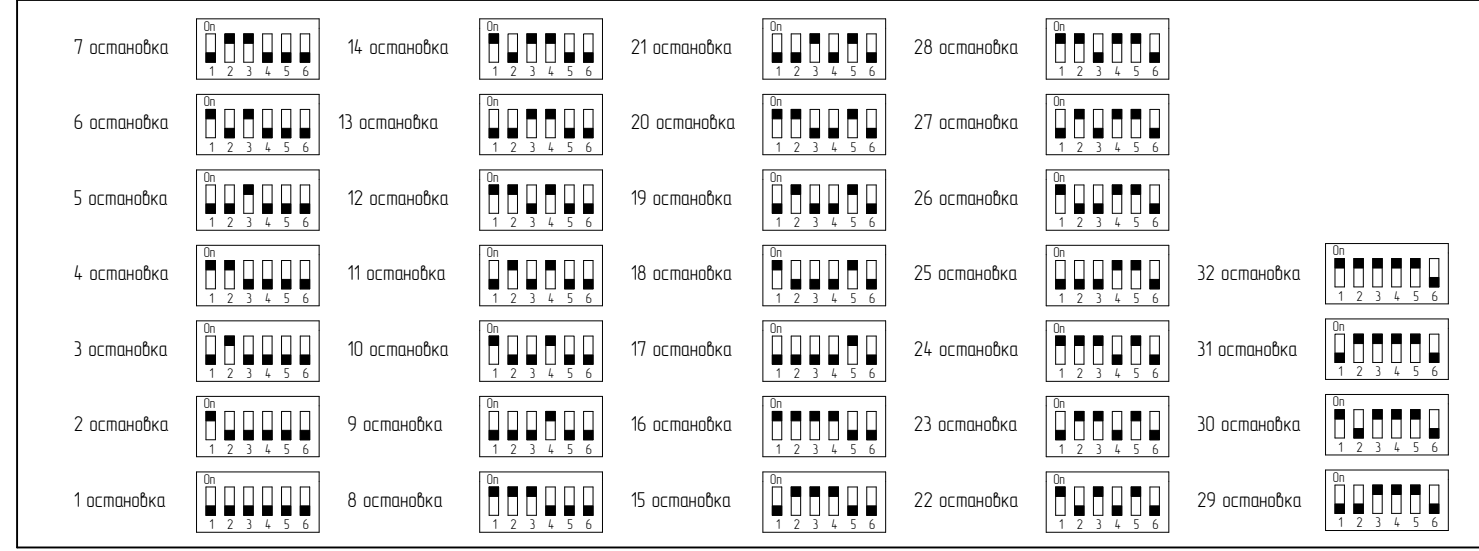 On On On On
7 остановка 14 остановка 21 остановка 28 остановка
1 2 3 4 5 6 1 2 3 4 5 6 1 2 3 4 5 6 1 2 3 4 5 6
On On On On
6 остановка 13 остановка 20 остановка 27 остановка
1 2 3 4 5 6 1 2 3 4 5 6 1 2 3 4 5 6 1 2 3 4 5 6
On On On On
5 остановка 12 остановка 19 остановка 26 остановка
1 2 3 4 5 6 1 2 3 4 5 6 1 2 3 4 5 6 1 2 3 4 5 6
On On On On On
4 остановка 11 остановка 18 остановка 25 остановка 32 остановка
1 2 3 4 5 6 1 2 3 4 5 6 1 2 3 4 5 6 1 2 3 4 5 6 1 2 3 4 5 6
On On On On On
3 остановка 10 остановка 17 остановка 24 остановка 31 остановка
1 2 3 4 5 6 1 2 3 4 5 6 1 2 3 4 5 6 1 2 3 4 5 6 1 2 3 4 5 6
On On On On On
2 остановка 9 остановка 16 остановка 23 остановка 30 остановка
1 2 3 4 5 6 1 2 3 4 5 6 1 2 3 4 5 6 1 2 3 4 5 6 1 2 3 4 5 6
On On On On On
1 остановка 8 остановка 15 остановка 22 остановка 29 остановка
1 2 3 4 5 6 1 2 3 4 5 6 1 2 3 4 5 6 1 2 3 4 5 6 1 2 3 4 5 6